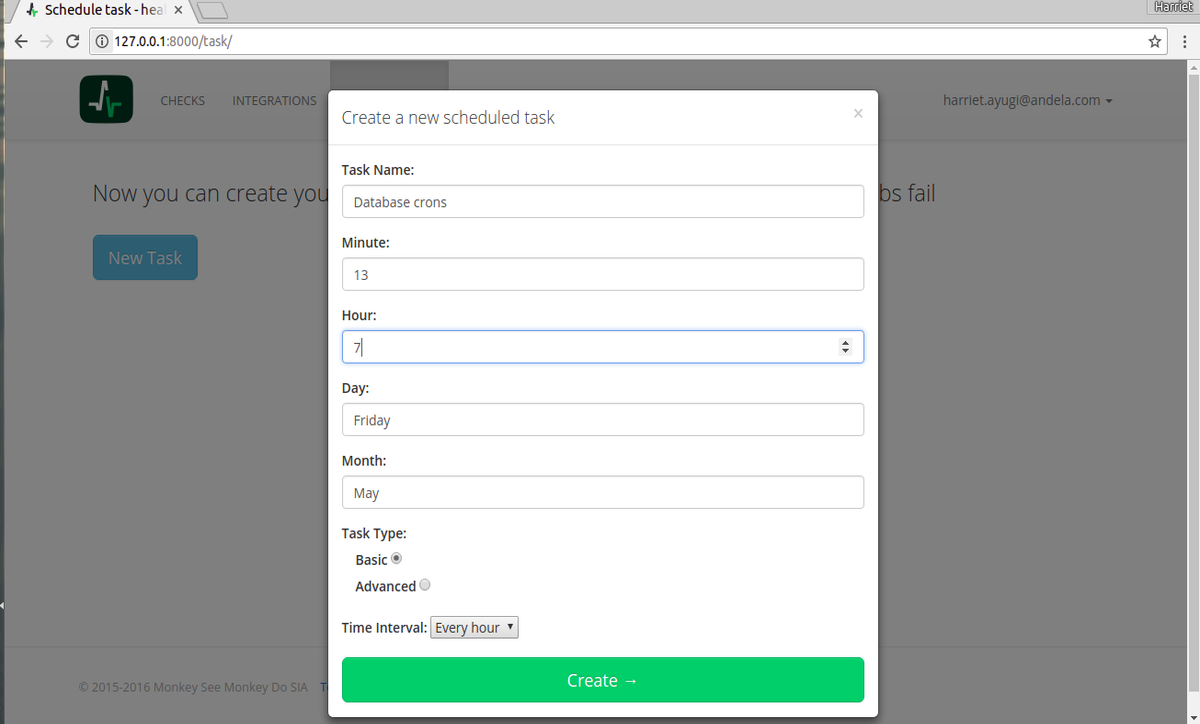 Schedule task - hea
Harriet
127.0.0.1:8000/task/
CHECKS INTEGRATIONS
harriet.ayugi@andela.com
Create a new scheduled task
×
Now you can create you
bs fail
New Task
Task Name:
Database crons
Minute:
13
Hour:
7
Day:
Friday
Month:
May
Task Type:
Basic
Advanced
Time Interval: Every hour
Create →
© 2015-2016 Monkey See Monkey Do SIA